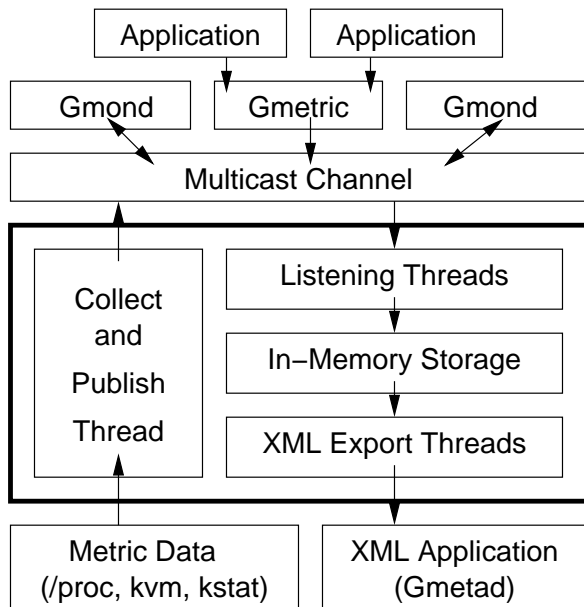 Application
Application
Gmond
Gmetric
Gmond
Multicast Channel
Collect
and
Publish
Thread
Listening Threads
In−Memory Storage
XML Export Threads
Metric Data
(/proc, kvm, kstat)
XML Application
(Gmetad)